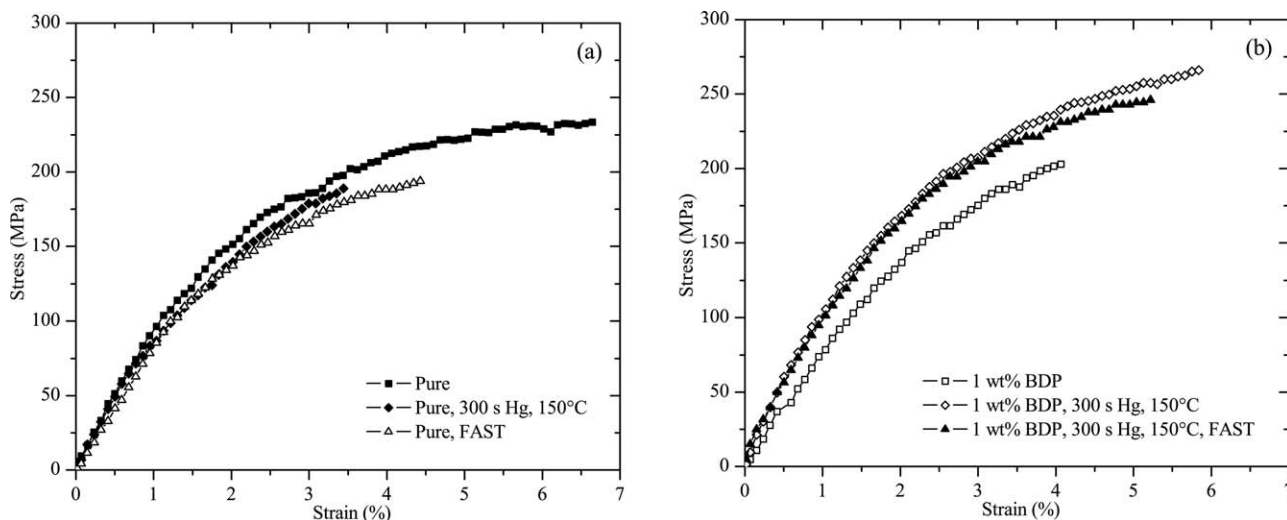 300
250
200
150
100
50
0
Stress (MPa)
(a)
Pure
Pure, 300 s Hg, 150°C
Pure, FAST
0 1 2 3 4 5 6 7
Strain (%)
300
250
200
150
100
50
0
Stress (MPa)
(b)
1 wt% BDP
1 wt% BDP, 300 s Hg, 150°C
1 wt% BDP, 300 s Hg, 150°C, FAST
0 1 2 3 4 5 6 7
Strain (%)